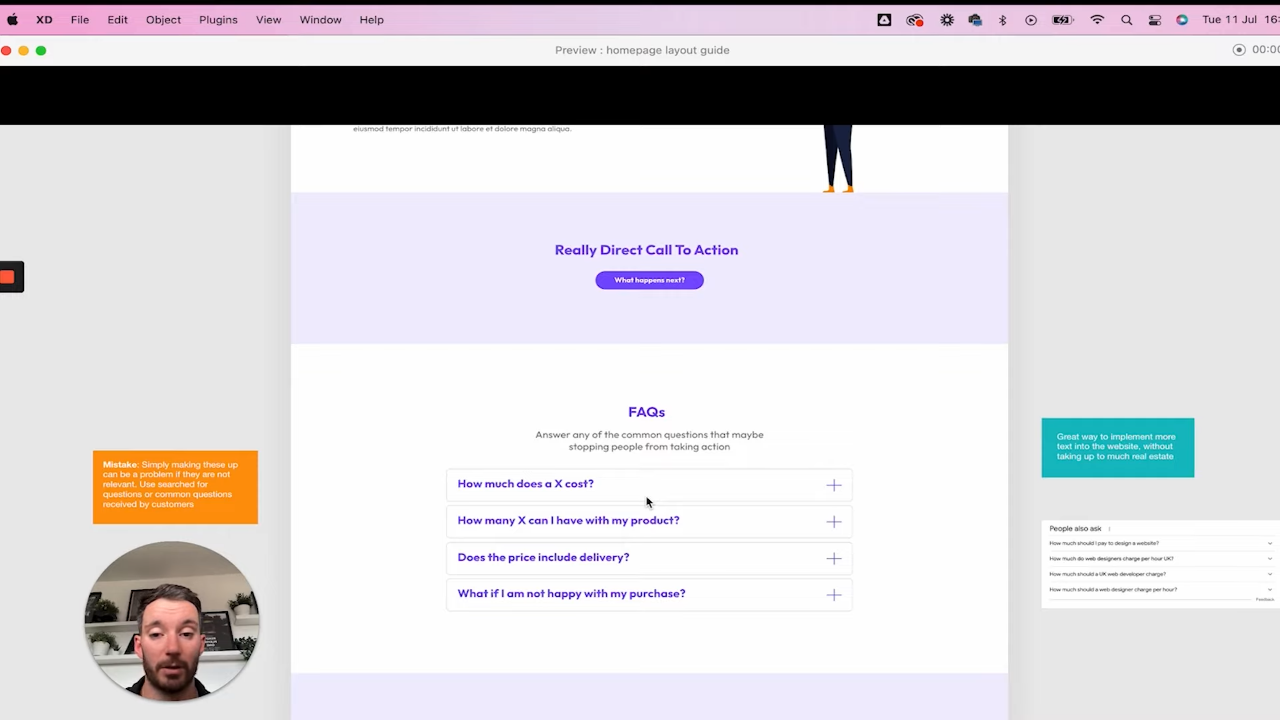 XD File Edit Object Plugins View Window Help Tue 11 Jul 16:
Preview : homepage layout guide
00:00
eiusmod tempor incididunt ut labore et dolore magna aliqua.
Really Direct Call To Action
What happens next?
FAQs
Answer any of the common questions that maybe
stopping people from taking action
How much does a X cost?
How many X can I have with my product?
Does the price include delivery?
What if I am not happy with my purchase?
Mistake: Simply making these up
can be a problem if they are not
relevant. Use searched for
questions or common questions
received by customers
Great way to implement more
text into the website, without
taking up to much real estate
People also ask
How much should I pay to design a website?
How much do web designers charge per hour UK?
How much should a UK web developer charge?
How much should a web designer charge per hour?
Feedback